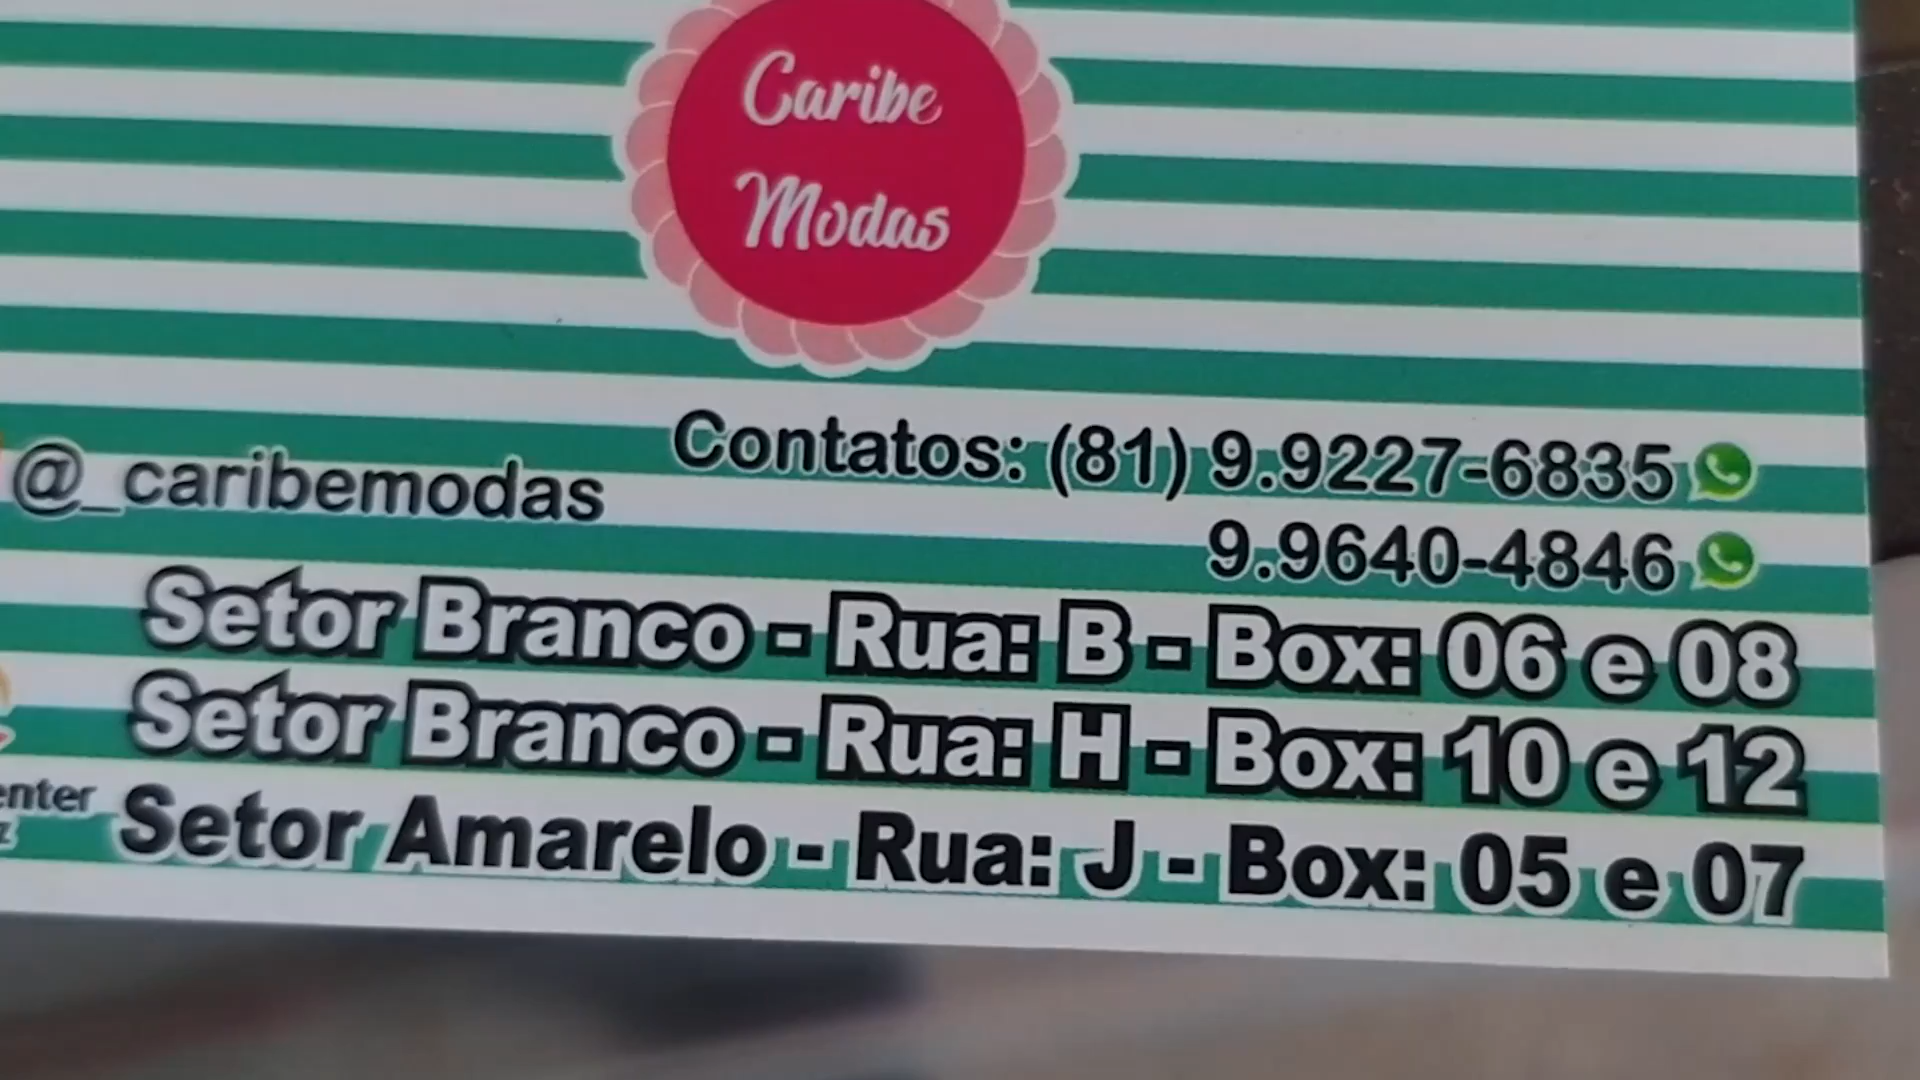 Caribe
Modas
Contatos: (81) 9.9227-6835
@_caribemodas
9.9640-4846
Setor Branco - Rua: B - Box: 06 e 08
Setor Branco - Rua: H - Box: 10 e 12
enter
Setor Amarelo - Rua: J - Box: 05 e 07